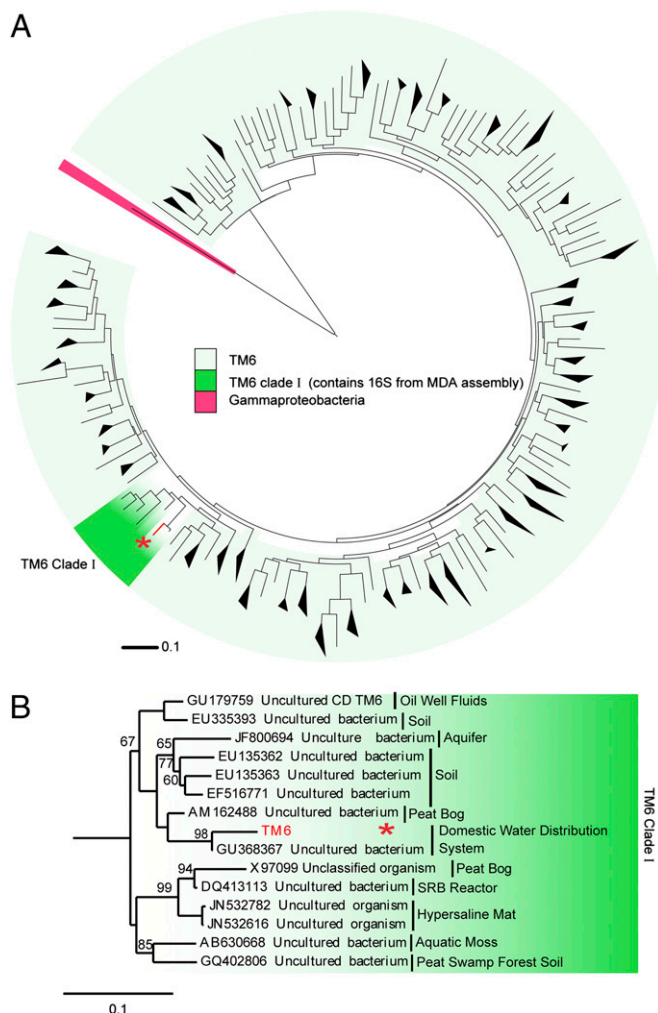 A
TM6
TM6 clade I (contains 16S from MDA assembly)
Gammaproteobacteria
*
TM6 Clade I
0.1
B
GU179759 Uncultured CD TM6 Oil Well Fluids
67 EU335393 Uncultured bacterium Soil
65 JF800694 Unculture bacterium Aquifer
77 EU135362 Uncultured bacterium
60 EU135363 Uncultured bacterium Soil
EF516771 Uncultured bacterium
AM162488 Uncultured bacterium Peat Bog
98 TM6 * Domestic Water Distribution
GU368367 Uncultured bacterium System
94 X97099 Unclassified organism Peat Bog
99 DQ413113 Uncultured bacterium SRB Reactor
JN532782 Uncultured organism Hypersaline Mat
JN532616 Uncultured organism
85 AB630668 Uncultured bacterium Aquatic Moss
GQ402806 Uncultured bacterium Peat Swamp Forest Soil
TM6 Clade I
0.1